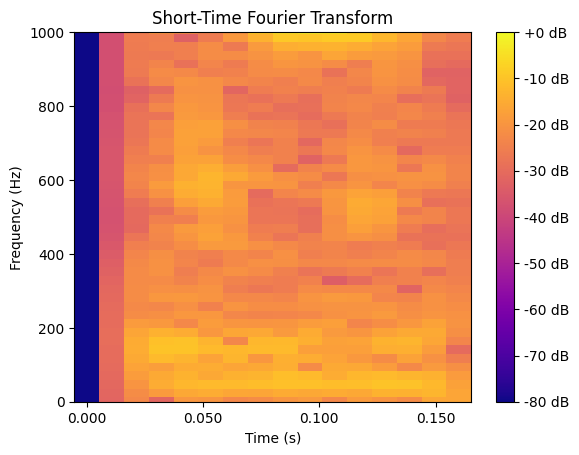 Short-Time Fourier Transform
1000
800
600
400
200
0
Frequency (Hz)
0.000
0.050
0.100
0.150
Time (s)
+0 dB
-10 dB
-20 dB
-30 dB
-40 dB
-50 dB
-60 dB
-70 dB
-80 dB